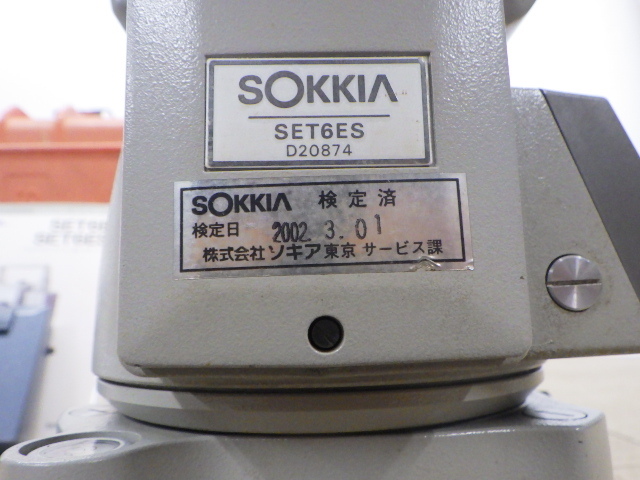 SOKKIA
SET6ES
D20874
SOKKIA 検定済
検定日 2002. 3. 01
株式会社 ソキア東京 サービス課